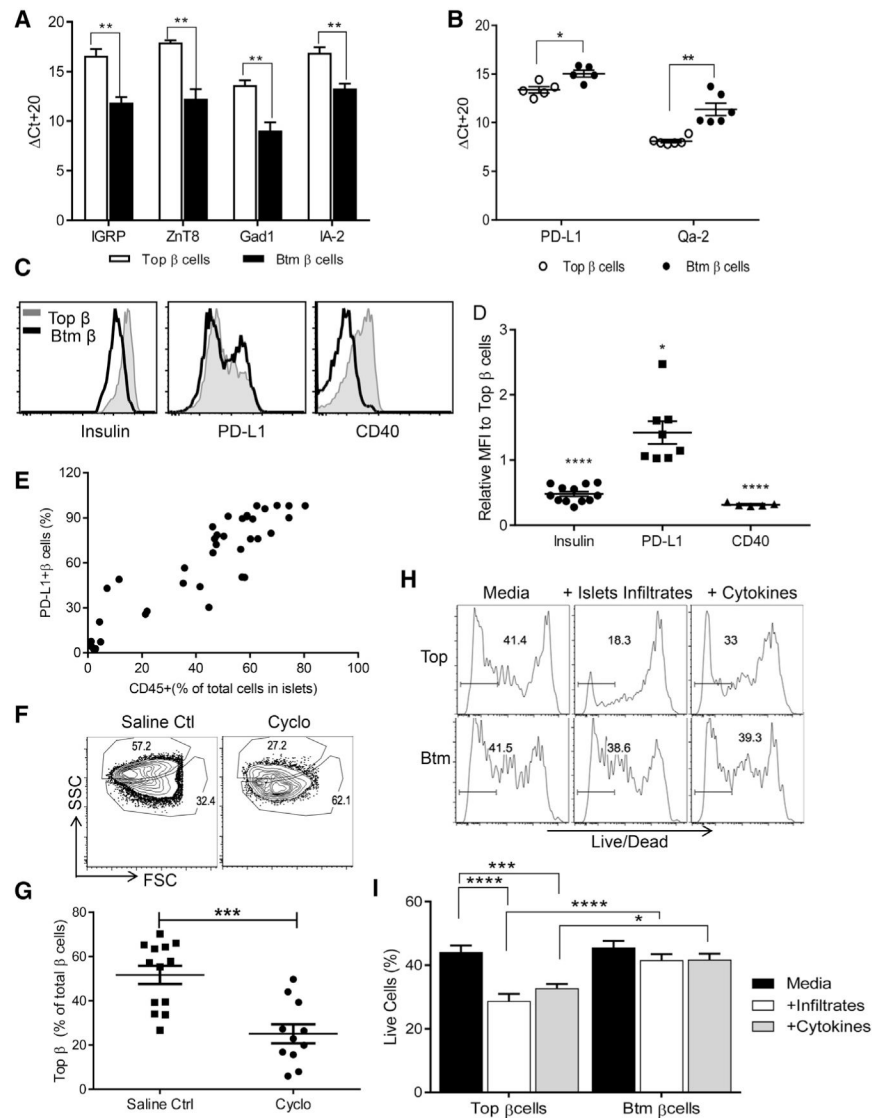 A
ΔCt+20
20
15
10
5
0
** ** ** **
IGRP ZnT8 Gad1 IA-2
Top β cells Btm β cells
B
ΔCt+20
20
15
10
5
0
* **
PD-L1 Qa-2
Top β cells Btm β cells
C
Top β
Btm β
Insulin PD-L1 CD40
D
Relative MFI to Top β cells
3
2
1
0
**** * ****
Insulin PD-L1 CD40
E
PD-L1+β cells (%)
120
90
60
30
0
0 20 40 60 80 100
CD45+(% of total cells in islets)
F
Saline Ctl Cyclo
57.2 32.4 27.2 62.1
SSC
FSC
G
Top β (% of total β cells)
80
60
40
20
0
***
Saline Ctrl Cyclo
H
Media + Islets Infiltrates + Cytokines
Top 41.4 18.3 33
Btm 41.5 38.6 39.3
Live/Dead
I
Live Cells (%)
60
40
20
0
***
**** ****
*
Top βcells Btm βcells
Media
+Infiltrates
+Cytokines